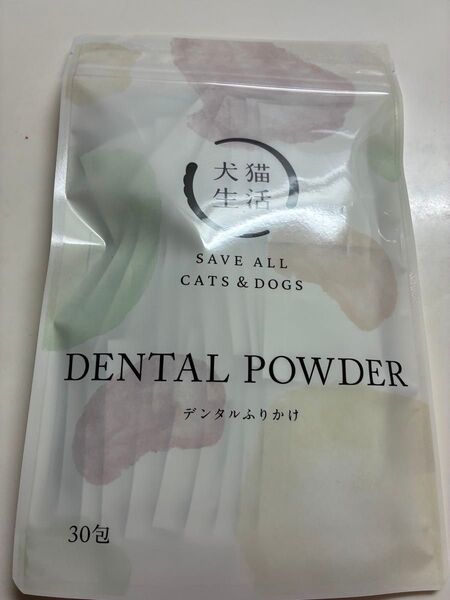 犬猫
生活
SAVE ALL
CATS & DOGS
DENTAL POWDER
デンタルふりかけ
30包